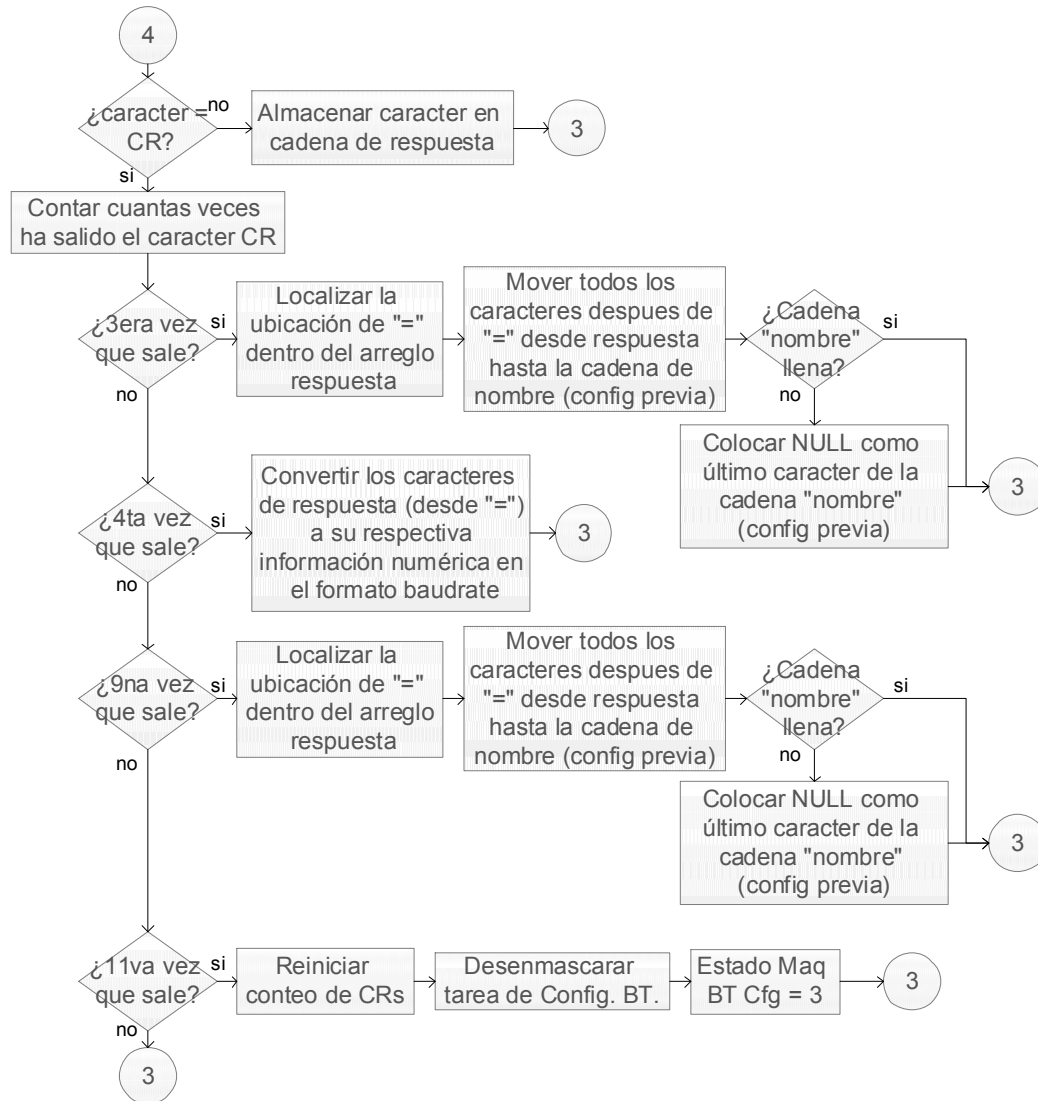 4
¿caracter =
CR?
no
Almacenar caracter en
cadena de respuesta
3
si
Contar cuantas veces
ha salido el caracter CR
¿3era vez
que sale?
si
Localizar la
ubicación de "="
dentro del arreglo
respuesta
Mover todos los
caracteres despues de
"=" desde respuesta
hasta la cadena de
nombre (config previa)
¿Cadena
"nombre"
llena?
si
no
Colocar NULL como
último caracter de la
cadena "nombre"
(config previa)
3
no
¿4ta vez
que sale?
si
Convertir los caracteres
de respuesta (desde "=")
a su respectiva
información numérica en
el formato baudrate
3
no
¿9na vez
que sale?
si
Localizar la
ubicación de "="
dentro del arreglo
respuesta
Mover todos los
caracteres despues de
"=" desde respuesta
hasta la cadena de
nombre (config previa)
¿Cadena
"nombre"
llena?
si
no
Colocar NULL como
último caracter de la
cadena "nombre"
(config previa)
3
no
¿11va vez
que sale?
si
Reiniciar
conteo de CRs
Desenmascarar
tarea de Config. BT.
Estado Maq
BT Cfg = 3
3
no
3